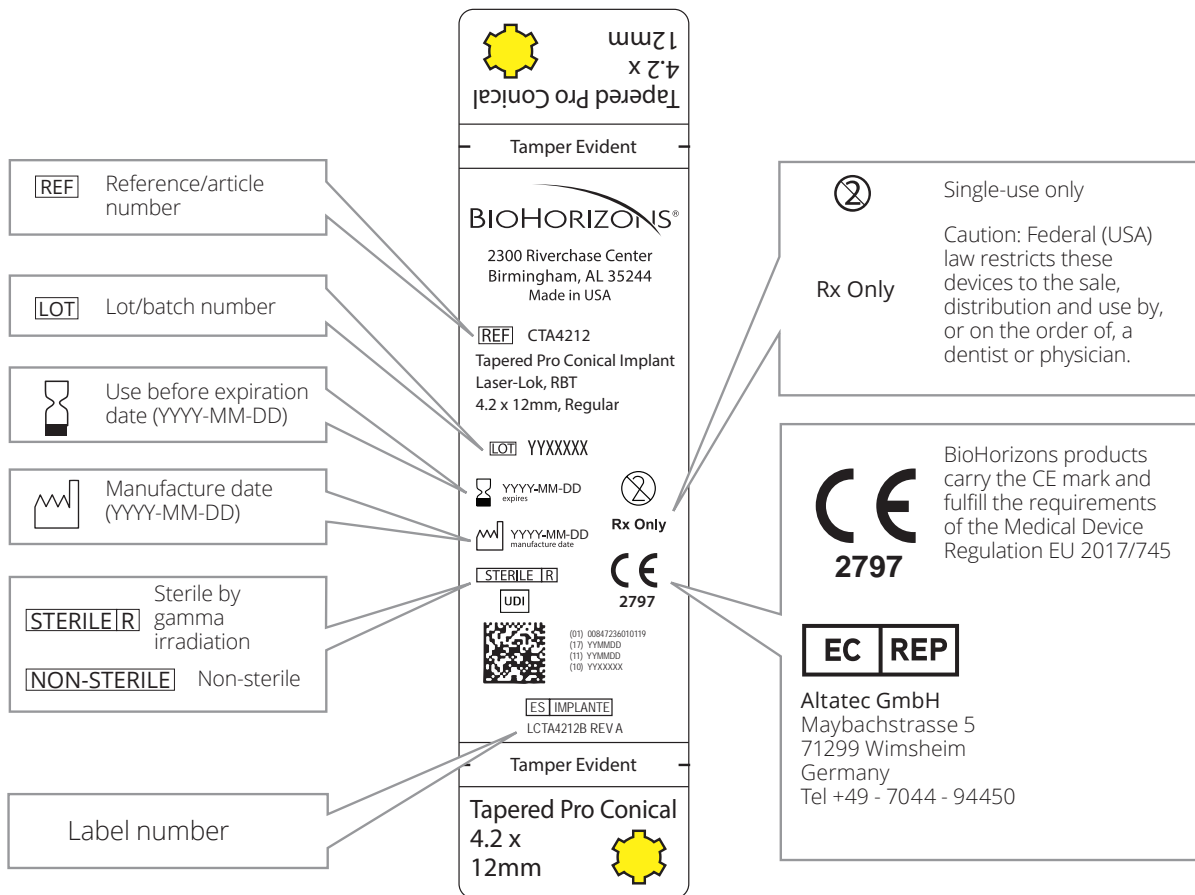 Tapered Pro Conical
4.2 x
12mm
Tamper Evident
BIOHORIZONS®
2300 Riverchase Center
Birmingham, AL 35244
Made in USA
REF CTA4212
Tapered Pro Conical Implant
Laser-Lok, RBT
4.2 x 12mm, Regular
LOT YYXXXXX
YYYY-MM-DD
expires
2
Rx Only
YYYY-MM-DD
manufacture date
STERILE R
CE
2797
UDI
(01) 00847236010119
(17) YYMMDD
(11) YYMMDD
(10) YYXXXXX
ES IMPLANTE
LCTA4212B REV A
Tamper Evident
Tapered Pro Conical
4.2 x
12mm
REF Reference/article
number
LOT Lot/batch number
Use before expiration
date (YYYY-MM-DD)
Manufacture date
(YYYY-MM-DD)
STERILE R Sterile by
gamma
irradiation
NON-STERILE Non-sterile
Label number
2 Single-use only
Rx Only
Caution: Federal (USA)
law restricts these
devices to the sale,
distribution and use by,
or on the order of, a
dentist or physician.
CE
2797
BioHorizons products
carry the CE mark and
fulfill the requirements
of the Medical Device
Regulation EU 2017/745
EC REP
Altatec GmbH
Maybachstrasse 5
71299 Wimsheim
Germany
Tel +49 - 7044 - 94450